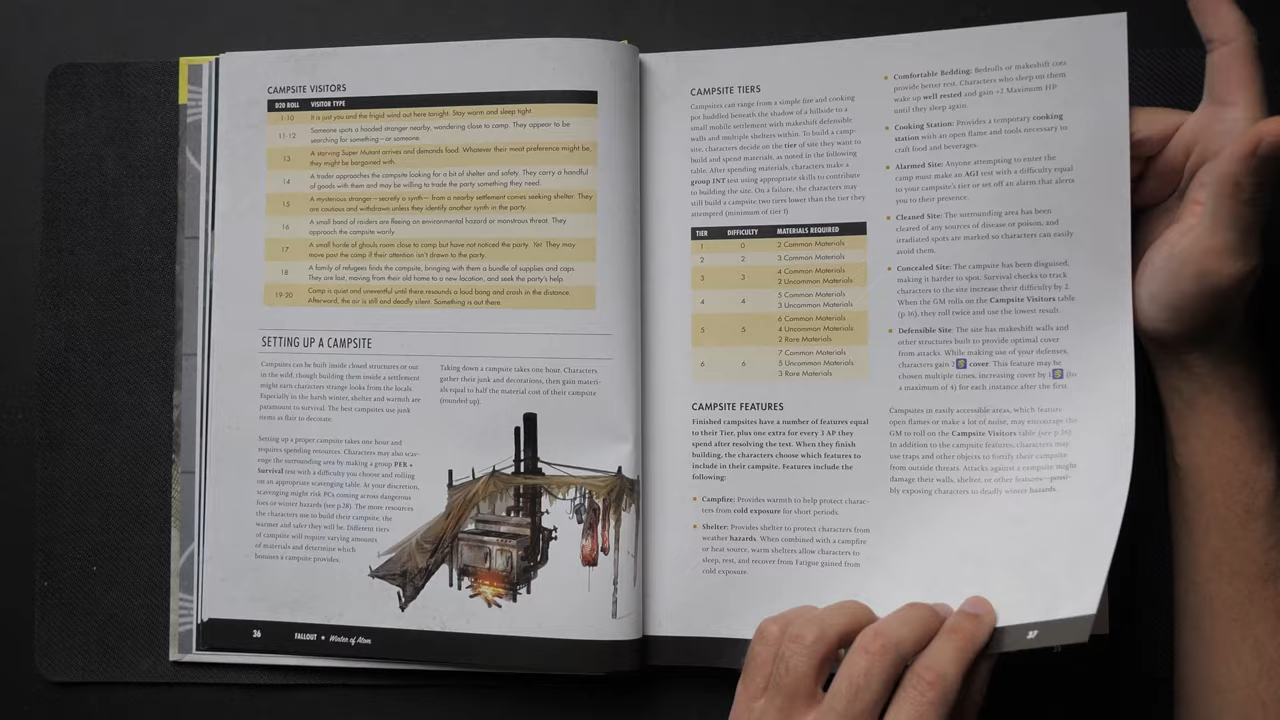 CAMPSITE VISITORS
D20 ROLL VISITOR TYPE
1-10 It is just you and the frigid wind out here tonight. Stay warm and sleep tight.
11-12 Someone spots a hooded stranger nearby, wandering close to camp. They appear to be
searching for something—or someone.
13 A starving Super Mutant arrives and demands food. Whatever their meat preference might be,
they might be bargained with.
14 A trader approaches the campsite looking for a bit of shelter and safety. They carry a handful
of goods with them and may be willing to trade the party something they need.
15 A mysterious stranger—secretly a synth—from a nearby settlement comes seeking shelter. They
are cautious and withdrawn unless they identify another synth in the party.
16 A small band of raiders are fleeing an environmental hazard or monstrous threat. They
approach the campsite warily.
17 A small horde of ghouls roam close to camp but have not noticed the party. Yet. They may
move past the camp if their attention isn't drawn to the party.
18 A family of refugees finds the campsite, bringing with them a bundle of supplies and caps.
They are lost, moving from their old home to a new location, and seek the party's help.
19-20 Camp is quiet and uneventful until there resounds a loud bang and crash in the distance.
Afterward, the air is still and deadly silent. Something is out there.
SETTING UP A CAMPSITE
Campsites can be built inside closed structures or out
in the wild, though building them inside a settlement
might earn characters strange looks from the locals.
Especially in the harsh winter, shelter and warmth are
paramount to survival. The best campsites use junk
items as flair to decorate.
Setting up a proper campsite takes one hour and
requires spending resources. Characters may also scav-
enge the surrounding area by making a group PER +
Survival test with a difficulty you choose and rolling
on an appropriate scavenging table. At your discretion,
scavenging might risk PCs coming across dangerous
foes or winter hazards (see p.28). The more resources
the characters use to build their campsite, the
warmer and safer they will be. Different tiers
of campsite will require varying amounts
of materials and determine which
bonuses a campsite provides.
Taking down a campsite takes one hour. Characters
gather their junk and decorations, then gain materi-
als equal to half the material cost of their campsite
(rounded up).
36 FALLOUT Winter of Atom
CAMPSITE TIERS
Campsites can range from a simple fire and cooking
pot huddled beneath the shadow of a hillside to a
small mobile settlement with makeshift defensible
walls and multiple shelters within. To build a camp-
site, characters decide on the tier of site they want to
build and spend materials, as noted in the following
table. After spending materials, characters make a
group INT test using appropriate skills to contribute
to building the site. On a failure, the characters may
still build a campsite two tiers lower than the tier they
attempted (minimum of tier 1).
TIER DIFFICULTY MATERIALS REQUIRED
1 0 2 Common Materials
2 2 3 Common Materials
3 3 4 Common Materials
2 Uncommon Materials
4 4 5 Common Materials
3 Uncommon Materials
5 5 6 Common Materials
4 Uncommon Materials
2 Rare Materials
6 6 7 Common Materials
5 Uncommon Materials
3 Rare Materials
CAMPSITE FEATURES
Finished campsites have a number of features equal
to their Tier, plus one extra for every 3 AP they
spend after resolving the test. When they finish
building, the characters choose which features to
include in their campsite. Features include the
following:
Campfire: Provides warmth to help protect charac-
ters from cold exposure for short periods.
Shelter: Provides shelter to protect characters from
weather hazards. When combined with a campfire
or heat source, warm shelters allow characters to
sleep, rest, and recover from Fatigue gained from
cold exposure.
Comfortable Bedding: Bedrolls or makeshift cots
provide better rest. Characters who sleep on them
wake up well rested and gain +2 Maximum HP
until they sleep again.
Cooking Station: Provides a temporary cooking
station with an open flame and tools necessary to
craft food and beverages.
Alarmed Site: Anyone attempting to enter the
camp must make an AGI test with a difficulty equal
to your campsite's tier or set off an alarm that alerts
you to their presence.
Cleaned Site: The surrounding area has been
cleared of any sources of disease or poison, and
irradiated spots are marked so characters can easily
avoid them.
Concealed Site: The campsite has been disguised,
making it harder to spot. Survival checks to track
characters to the site increase their difficulty by 2.
When the GM rolls on the Campsite Visitors table
(p.36), they roll twice and use the lowest result.
Defensible Site: The site has makeshift walls and
other structures built to provide optimal cover
from attacks. While making use of your defenses,
characters gain 2 cover. This feature may be
chosen multiple times, increasing cover by 1 (to
a maximum of 4) for each instance after the first.
Campsites in easily accessible areas, which feature
open flames or make a lot of noise, may encourage the
GM to roll on the Campsite Visitors table (see p.36).
In addition to the campsite features, characters may
use traps and other objects to fortify their campsite
from outside threats. Attacks against a campsite might
damage their walls, shelter, or other features—possi-
bly exposing characters to deadly winter hazards.
37